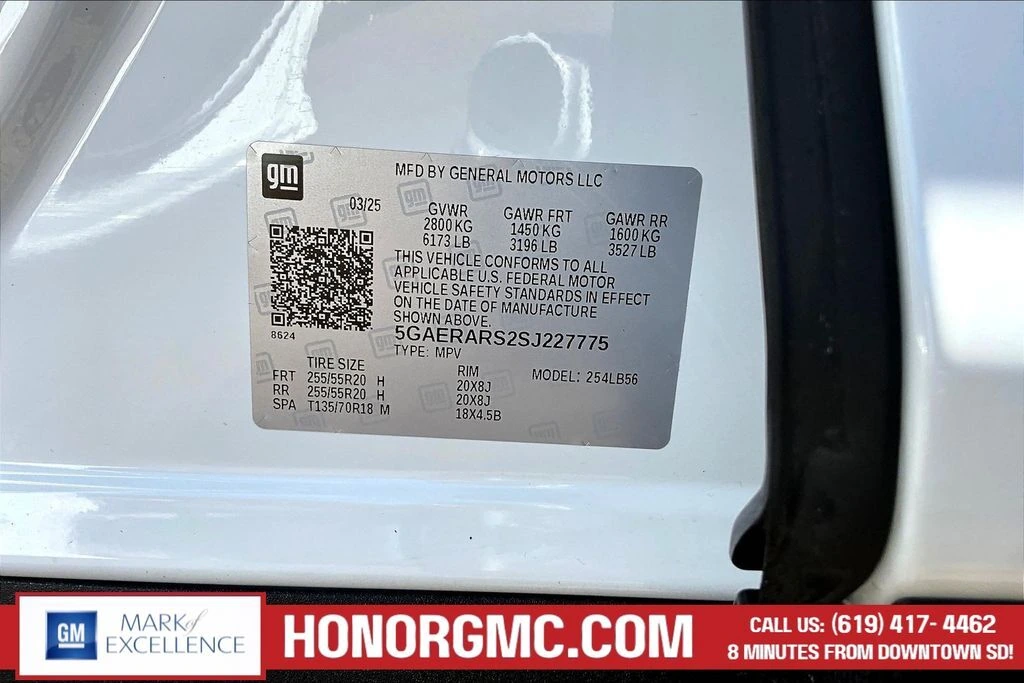 gm
MFD BY GENERAL MOTORS LLC
03/25
GVWR GAWR FRT GAWR RR
2800 KG 1450 KG 1600 KG
6173 LB 3196 LB 3527 LB
THIS VEHICLE CONFORMS TO ALL
APPLICABLE U.S. FEDERAL MOTOR
VEHICLE SAFETY STANDARDS IN EFFECT
ON THE DATE OF MANUFACTURE
SHOWN ABOVE.
8624
5GAERARS2SJ227775
TYPE: MPV
TIRE SIZE RIM MODEL: 254LB56
FRT 255/55R20 H 20X8J
RR 255/55R20 H 20X8J
SPA T135/70R18 M 18X4.5B
GM
MARK of
EXCELLENCE
HONORGMC.COM
CALL US: (619) 417- 4462
8 MINUTES FROM DOWNTOWN SD!